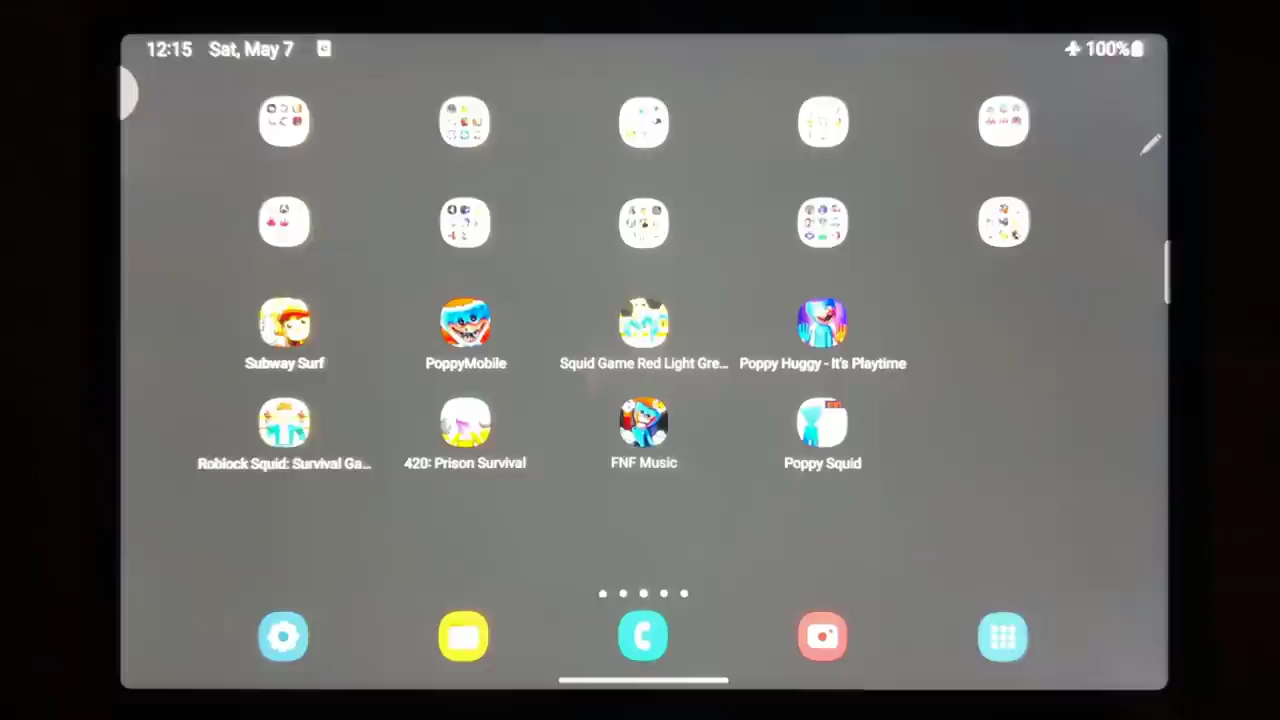 12:15 Sat, May 7
100%
Subway Surf
PoppyMobile
Squid Game Red Light Gre...
Poppy Huggy - It's Playtime
Roblock Squid: Survival Ga...
420: Prison Survival
FNF Music
Poppy Squid